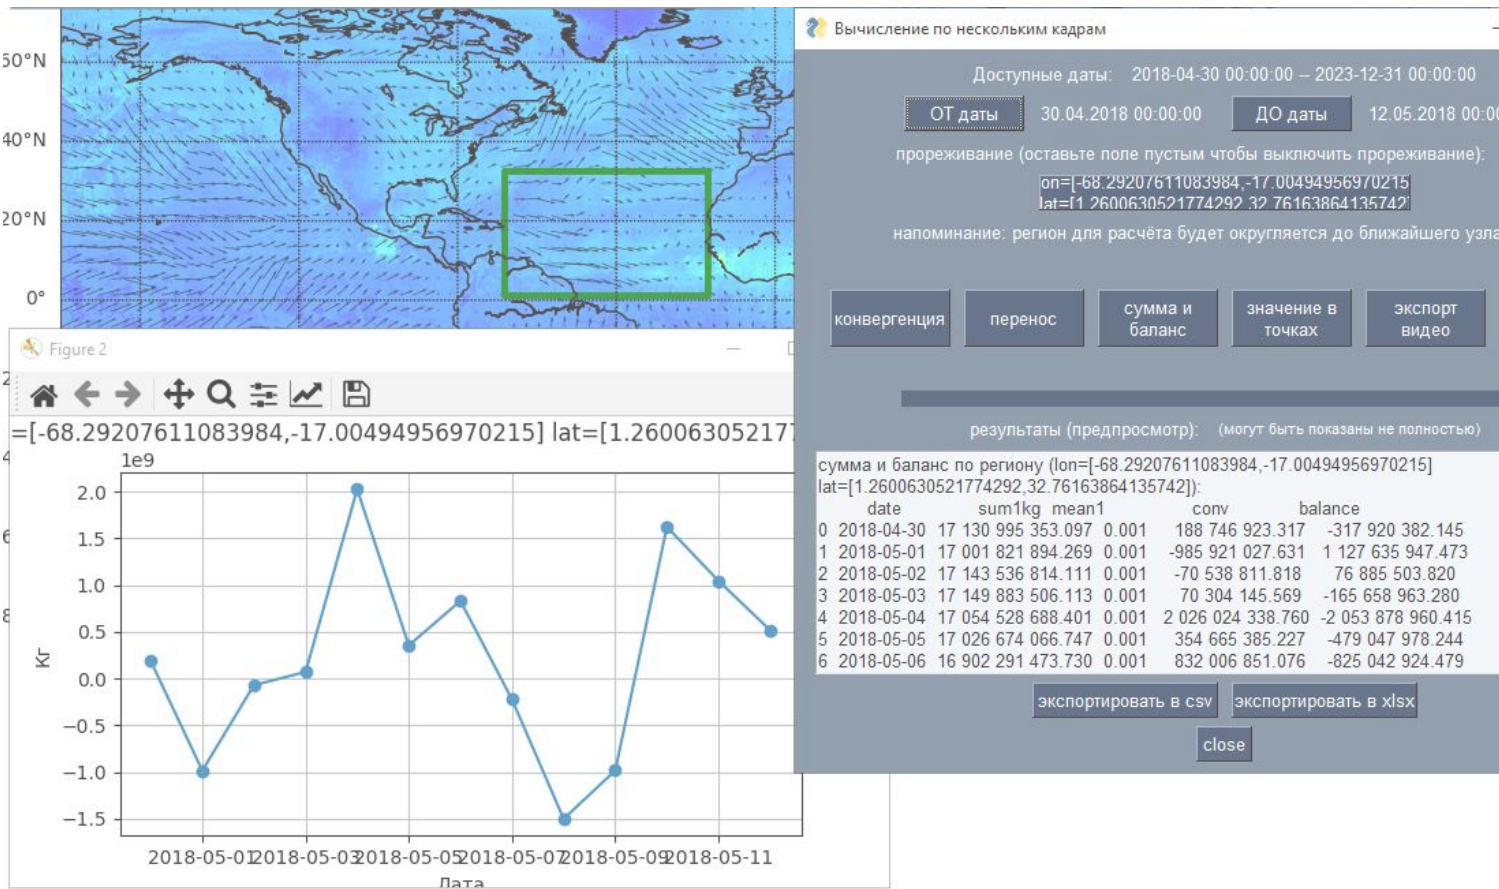 50°N
40°N
20°N
0°
Вычисление по нескольким кадрам
Доступные даты: 2018-04-30 00:00:00 -- 2023-12-31 00:00:00
ОТ даты 30.04.2018 00:00:00 ДО даты 12.05.2018 00:00
прореживание (оставьте поле пустым чтобы выключить прореживание):
on=[-68.29207611083984,-17.00494956970215]
lat=[1.2600630521774292,32.76163864135742]
напоминание: регион для расчёта будет округляется до ближайшего узла
конвергенция
перенос
сумма и
баланс
значение в
точках
экспорт
видео
результаты (предпросмотр): (могут быть показаны не полностью)
сумма и баланс по региону (lon=[-68.29207611083984,-17.00494956970215]
lat=[1.2600630521774292,32.76163864135742]):
date sum1kg mean1 conv balance
0 2018-04-30 17 130 995 353.097 0.001 188 746 923.317 -317 920 382.145
1 2018-05-01 17 001 821 894.269 0.001 -985 921 027.631 1 127 635 947.473
2 2018-05-02 17 143 536 814.111 0.001 -70 538 811.818 76 885 503.820
3 2018-05-03 17 149 883 506.113 0.001 70 304 145.569 -165 658 963.280
4 2018-05-04 17 054 528 688.401 0.001 2 026 024 338.760 -2 053 878 960.415
5 2018-05-05 17 026 674 066.747 0.001 354 665 385.227 -479 047 978.244
6 2018-05-06 16 902 291 473.730 0.001 832 006 851.076 -825 042 924.479
экспортировать в csv экспортировать в xlsx
close
Figure 2
=[-68.29207611083984,-17.00494956970215] lat=[1.26006305217
1e9
2.0
1.5
1.0
0.5
0.0
−0.5
−1.0
−1.5
Кг
2018-05-01 2018-05-03 2018-05-05 2018-05-07 2018-05-09 2018-05-11
Дата